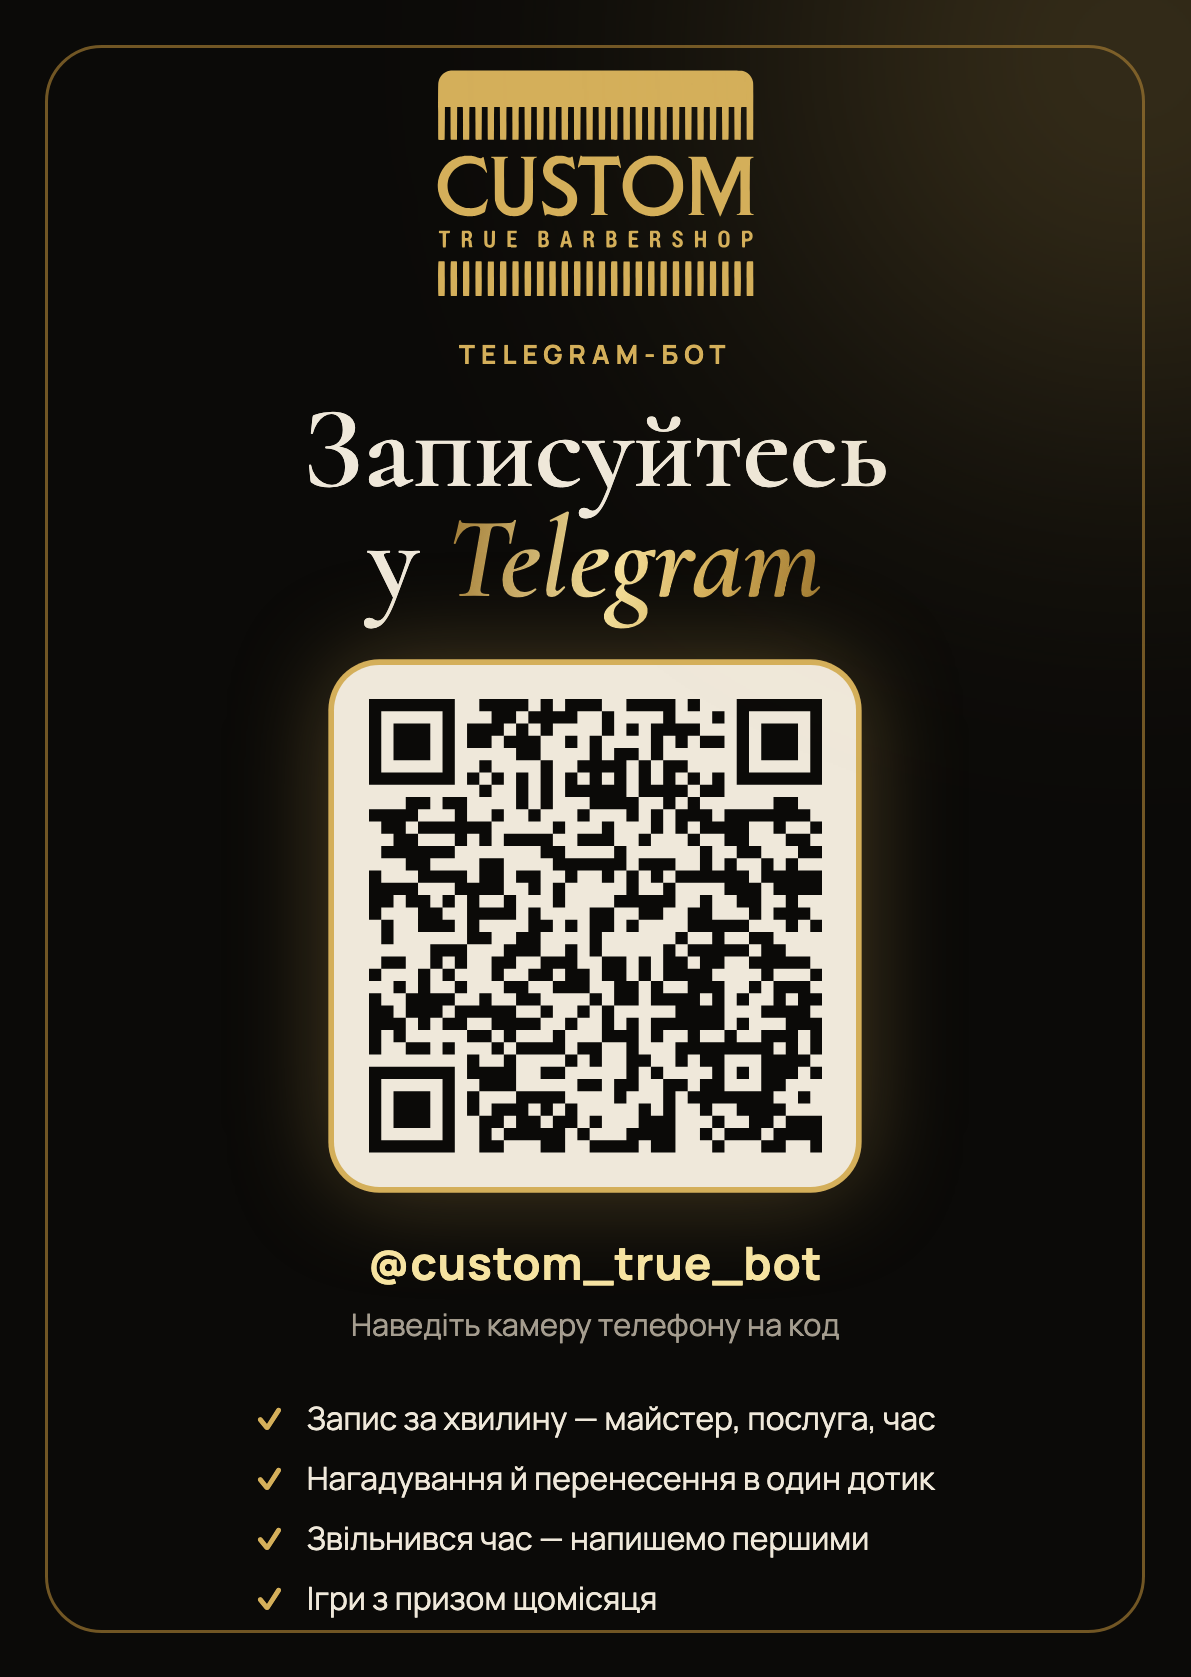 CUSTOM
TRUE BARBERSHOP
TELEGRAM-БОТ
Записуйтесь
у Telegram
@custom_true_bot
Наведіть камеру телефону на код
Запис за хвилину — майстер, послуга, час
Нагадування й перенесення в один дотик
Звільнився час — напишемо першими
Ігри з призом щомісяця